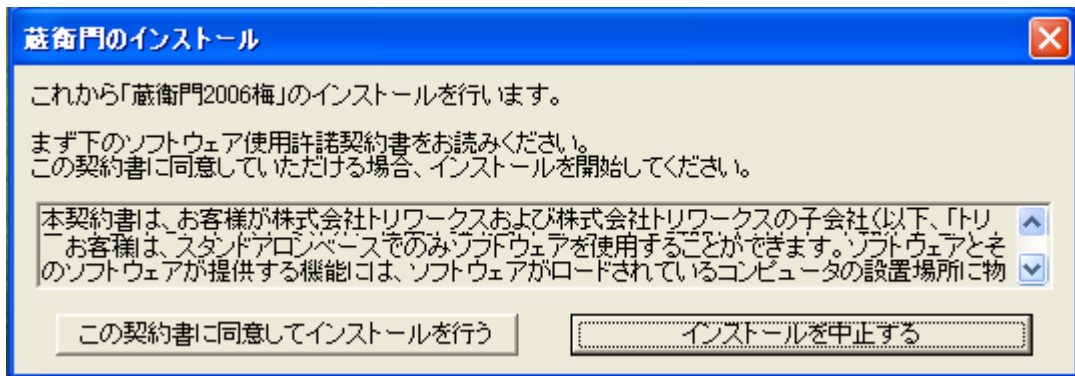 蔵衛門のインストール
これから「蔵衛門2006梅」のインストールを行います。
まず下のソフトウェア使用許諾契約書をお読みください。
この契約書に同意していただける場合、インストールを開始してください。
本契約書は、お客様が株式会社トリワークスおよび株式会社トリワークスの子会社(以下、「トリ
お客様は、スタンドアロンベースでのみソフトウェアを使用することができます。ソフトウェアとそ
のソフトウェアが提供する機能には、ソフトウェアがロードされているコンピュータの設置場所に物
この契約書に同意してインストールを行う
インストールを中止する